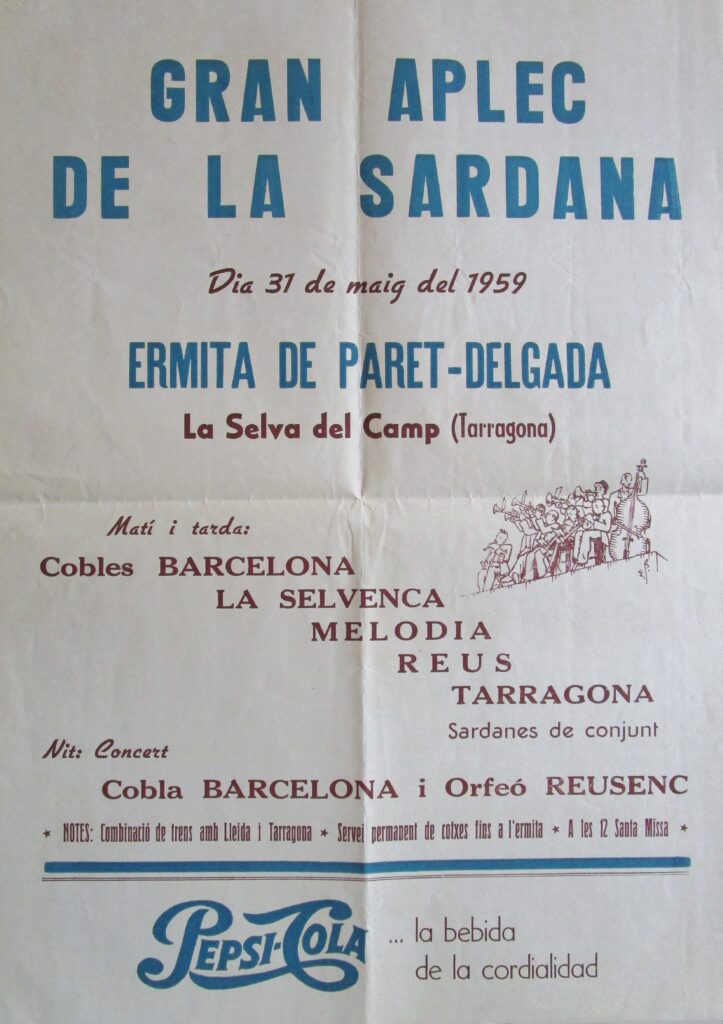 GRAN APLEC
DE LA SARDANA
Dia 31 de maig del 1959
ERMITA DE PARET-DELGADA
La Selva del Camp (Tarragona)
Matí i tarda:
Cobles BARCELONA
LA SELVENCA
MELODIA
REUS
TARRAGONA
Sardanes de conjunt
Nit: Concert
Cobla BARCELONA i Orfeó REUSENC
★ NOTES: Combinació de trens amb Lleida i Tarragona ★ Servei permanent de cotxes fins a l'ermita ★ A les 12 Santa Missa ★
PEPSI-COLA ... la bebida
de la cordialidad